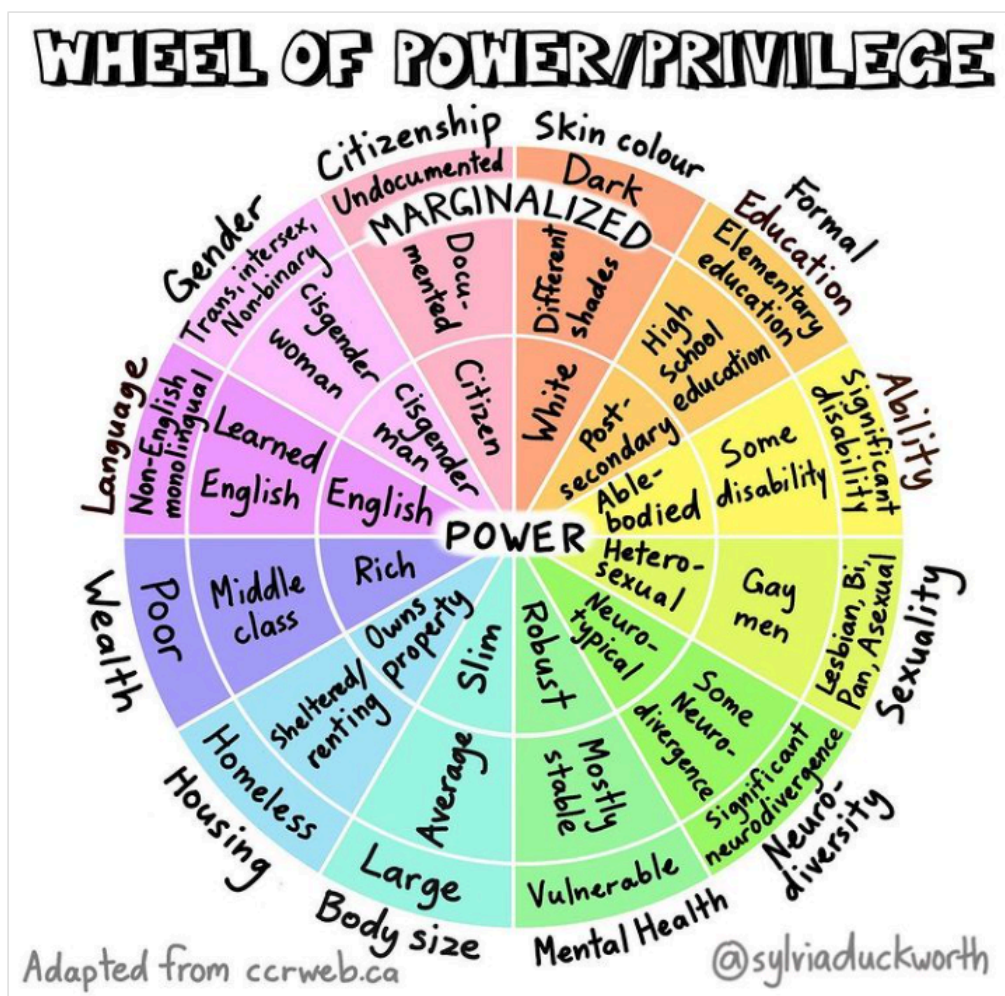 WHEEL OF POWER/PRIVILEGE
Citizenship
Undocumented
Docu-
mented
Citizen
Skin colour
Dark
Different
shades
White
Formal
Education
Elementary
education
High
school
education
Post-
secondary
Ability
Significant
disability
Some
disability
Able-
bodied
Sexuality
Lesbian, Bi,
Pan, Asexual
Gay
men
Hetero-
sexual
Neuro-
diversity
Significant
neurodivergence
Some
Neuro-
divergence
Neuro-
typical
Mental Health
Vulnerable
Mostly
stable
Robust
Body size
Large
Average
Slim
Housing
Homeless
Sheltered/
renting
Owns
property
Wealth
Poor
Middle
class
Rich
Language
Non-English
monolingual
Learned
English
English
Gender
Trans, intersex,
Non-binary
cisgender
woman
cisgender
man
MARGINALIZED
POWER
Adapted from ccrweb.ca
@sylviaduckworth